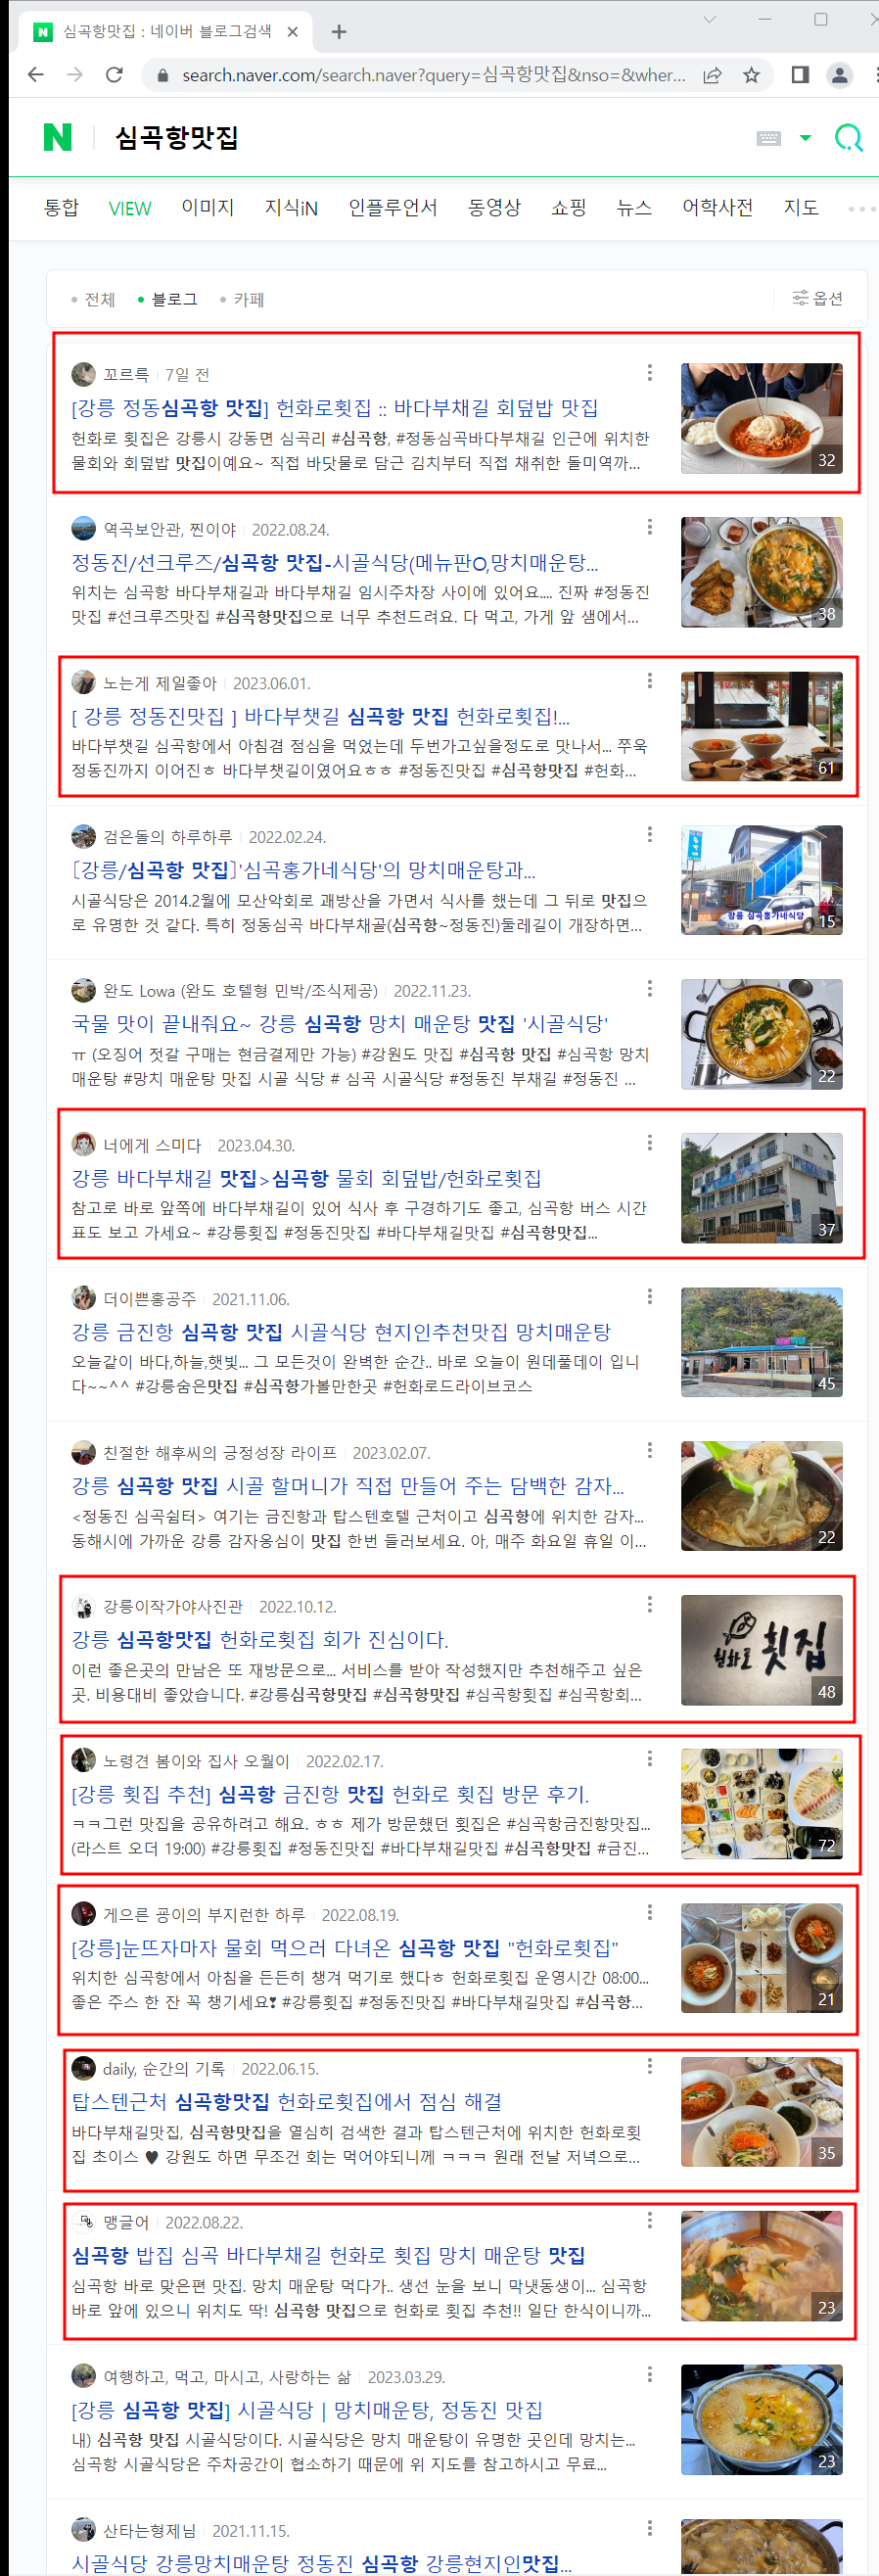 심곡항맛집 : 네이버 블로그검색
search.naver.com/search.naver?query=심곡항맛집&nso=&wher...
N 심곡항맛집
통합 VIEW 이미지 지식iN 인플루언서 동영상 쇼핑 뉴스 어학사전 지도
전체 블로그 카페 옵션
꼬르륵 7일 전
[강릉 정동심곡항 맛집] 헌화로횟집 :: 바다부채길 회덮밥 맛집
헌화로 횟집은 강릉시 강동면 심곡리 #심곡항, #정동심곡바다부채길 인근에 위치한
물회와 회덮밥 맛집이예요~ 직접 바닷물로 담근 김치부터 직접 채취한 돌미역까...
32
역곡보안관, 찐이야 2022.08.24.
정동진/선크루즈/심곡항 맛집-시골식당(메뉴판O,망치매운탕...
위치는 심곡항 바다부채길과 바다부채길 임시주차장 사이에 있어요.... 진짜 #정동진
맛집 #선크루즈맛집 #심곡항맛집으로 너무 추천드려요. 다 먹고, 가게 앞 샘에서...
38
노는게 제일좋아 2023.06.01.
[ 강릉 정동진맛집 ] 바다부챗길 심곡항 맛집 헌화로횟집!...
바다부챗길 심곡항에서 아침겸 점심을 먹었는데 두번가고싶을정도로 맛나서... 쭈욱
정동진까지 이어진ㅎ 바다부챗길이였어요ㅎㅎ #정동진맛집 #심곡항맛집 #헌화...
61
검은돌의 하루하루 2022.02.24.
〔강릉/심곡항 맛집〕'심곡홍가네식당'의 망치매운탕과...
시골식당은 2014.2월에 모산악회로 괘방산을 가면서 식사를 했는데 그 뒤로 맛집으
로 유명한 것 같다. 특히 정동심곡 바다부채골(심곡항~정동진)둘레길이 개장하면...
강릉 심곡홍가네식당
15
완도 Lowa (완도 호텔형 민박/조식제공) 2022.11.23.
국물 맛이 끝내줘요~ 강릉 심곡항 망치 매운탕 맛집 '시골식당'
ㅠ (오징어 젓갈 구매는 현금결제만 가능) #강원도 맛집 #심곡항 맛집 #심곡항 망치
매운탕 #망치 매운탕 맛집 시골 식당 # 심곡 시골식당 #정동진 부채길 #정동진 ...
22
너에게 스미다 2023.04.30.
강릉 바다부채길 맛집>심곡항 물회 회덮밥/헌화로횟집
참고로 바로 앞쪽에 바다부채길이 있어 식사 후 구경하기도 좋고, 심곡항 버스 시간
표도 보고 가세요~ #강릉횟집 #정동진맛집 #바다부채길맛집 #심곡항맛집...
37
더이쁜홍공주 2021.11.06.
강릉 금진항 심곡항 맛집 시골식당 현지인추천맛집 망치매운탕
오늘같이 바다,하늘,햇빛... 그 모든것이 완벽한 순간.. 바로 오늘이 원데풀데이 입니
다~~^^ #강릉숨은맛집 #심곡항가볼만한곳 #헌화로드라이브코스
45
친절한 해후씨의 긍정성장 라이프 2023.02.07.
강릉 심곡항 맛집 시골 할머니가 직접 만들어 주는 담백한 감자...
<정동진 심곡쉼터> 여기는 금진항과 탑스텐호텔 근처이고 심곡항에 위치한 감자...
동해시에 가까운 강릉 감자옹심이 맛집 한번 들러보세요. 아, 매주 화요일 휴일 이...
22
강릉이작가야사진관 2022.10.12.
강릉 심곡항맛집 헌화로횟집 회가 진심이다.
이런 좋은곳의 만남은 또 재방문으로... 서비스를 받아 작성했지만 추천해주고 싶은
곳. 비용대비 좋았습니다. #강릉심곡항맛집 #심곡항맛집 #심곡항횟집 #심곡항회...
헌화로 횟집
48
노령견 봄이와 집사 오월이 2022.02.17.
[강릉 횟집 추천] 심곡항 금진항 맛집 헌화로 횟집 방문 후기.
ㅋㅋ그런 맛집을 공유하려고 해요. ㅎㅎ 제가 방문했던 횟집은 #심곡항금진항맛집...
(라스트 오더 19:00) #강릉횟집 #정동진맛집 #바다부채길맛집 #심곡항맛집 #금진...
72
게으른 굉이의 부지런한 하루 2022.08.19.
[강릉]눈뜨자마자 물회 먹으러 다녀온 심곡항 맛집 "헌화로횟집"
위치한 심곡항에서 아침을 든든히 챙겨 먹기로 했다ㅎ 헌화로횟집 운영시간 08:00...
좋은 주스 한 잔 꼭 챙기세요❣ #강릉횟집 #정동진맛집 #바다부채길맛집 #심곡항...
21
daily, 순간의 기록 2022.06.15.
탑스텐근처 심곡항맛집 헌화로횟집에서 점심 해결
바다부채길맛집, 심곡항맛집을 열심히 검색한 결과 탑스텐근처에 위치한 헌화로횟
집 초이스 ♥ 강원도 하면 무조건 회는 먹어야되니께 ㅋㅋㅋ 원래 전날 저녁으로...
35
맹글어 2022.08.22.
심곡항 밥집 심곡 바다부채길 헌화로 횟집 망치 매운탕 맛집
심곡항 바로 맞은편 맛집. 망치 매운탕 먹다가.. 생선 눈을 보니 막냇동생이... 심곡항
바로 앞에 있으니 위치도 딱! 심곡항 맛집으로 헌화로 횟집 추천!! 일단 한식이니까...
23
여행하고, 먹고, 마시고, 사랑하는 삶 2023.03.29.
[강릉 심곡항 맛집] 시골식당 | 망치매운탕, 정동진 맛집
내) 심곡항 맛집 시골식당이다. 시골식당은 망치 매운탕이 유명한 곳인데 망치는...
심곡항 시골식당은 주차공간이 협소하기 때문에 위 지도를 참고하시고 무료...
23
산타는형제님 2021.11.15.
시골식당 강릉망치매운탕 정동진 심곡항 강릉현지인맛집...